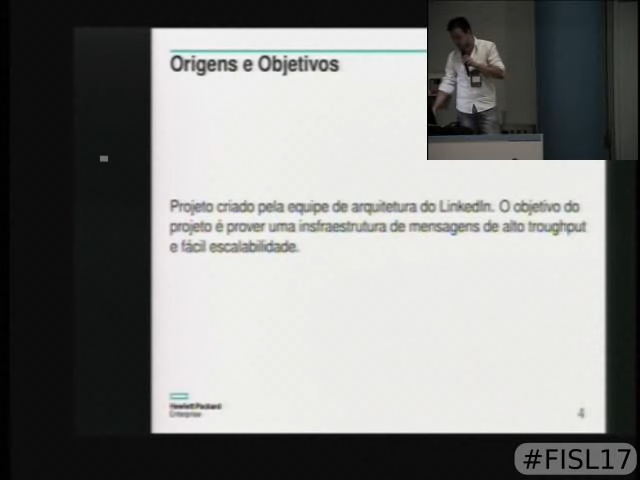 Origens e Objetivos
Projeto criado pela equipe de arquitetura do LinkedIn. O objetivo do
projeto é prover uma insfraestrutura de mensagens de alto troughput
e fácil escalabilidade.
Hewlett Packard
Enterprise
4
#FISL17